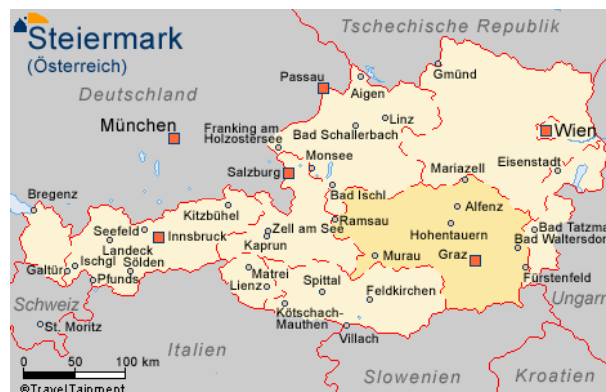 Steiermark
(Österreich)
Tschechische Republik
Gmünd
Passau
Aigen
Deutschland
Linz
München
Franking am
Holzostersee
Bad Schallerbach
Wien
Monsee
Eisenstadt
Salzburg
Mariazell
Bad Ischl
Bregenz
Alfenz
Kitzbühel
Ramsau
Seefeld
Zell am See
Hohentauern
Bad Tatzma
Innsbruck
Landeck
Kaprun
Bad Waltersdor
Ischgl
Sölden
Murau
Graz
Galtür
Matrei
Fürstenfeld
Pfunds
Lienz
Spittal
Feldkirchen
Ungarn
Schweiz
Kötschach-
Mauthen
St. Moritz
Villach
Italien
0 50 100 km
Slowenien
Kroatien
©TravelTainment